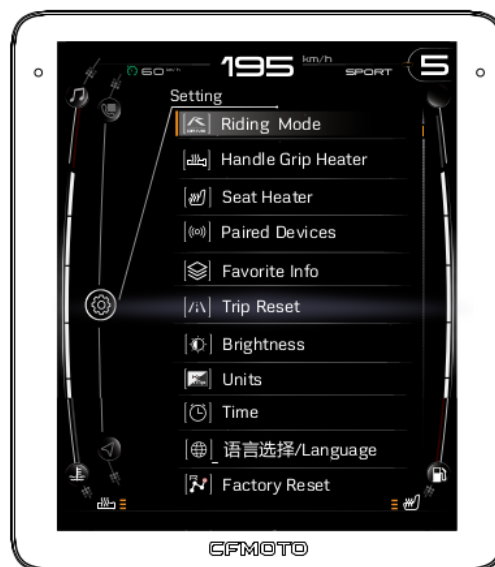 60 km/h 195 km/h SPORT 5
Setting
Riding Mode
Handle Grip Heater
Seat Heater
Paired Devices
Favorite Info
Trip Reset
Brightness
Units
Time
语言选择/Language
Factory Reset
CFMOTO